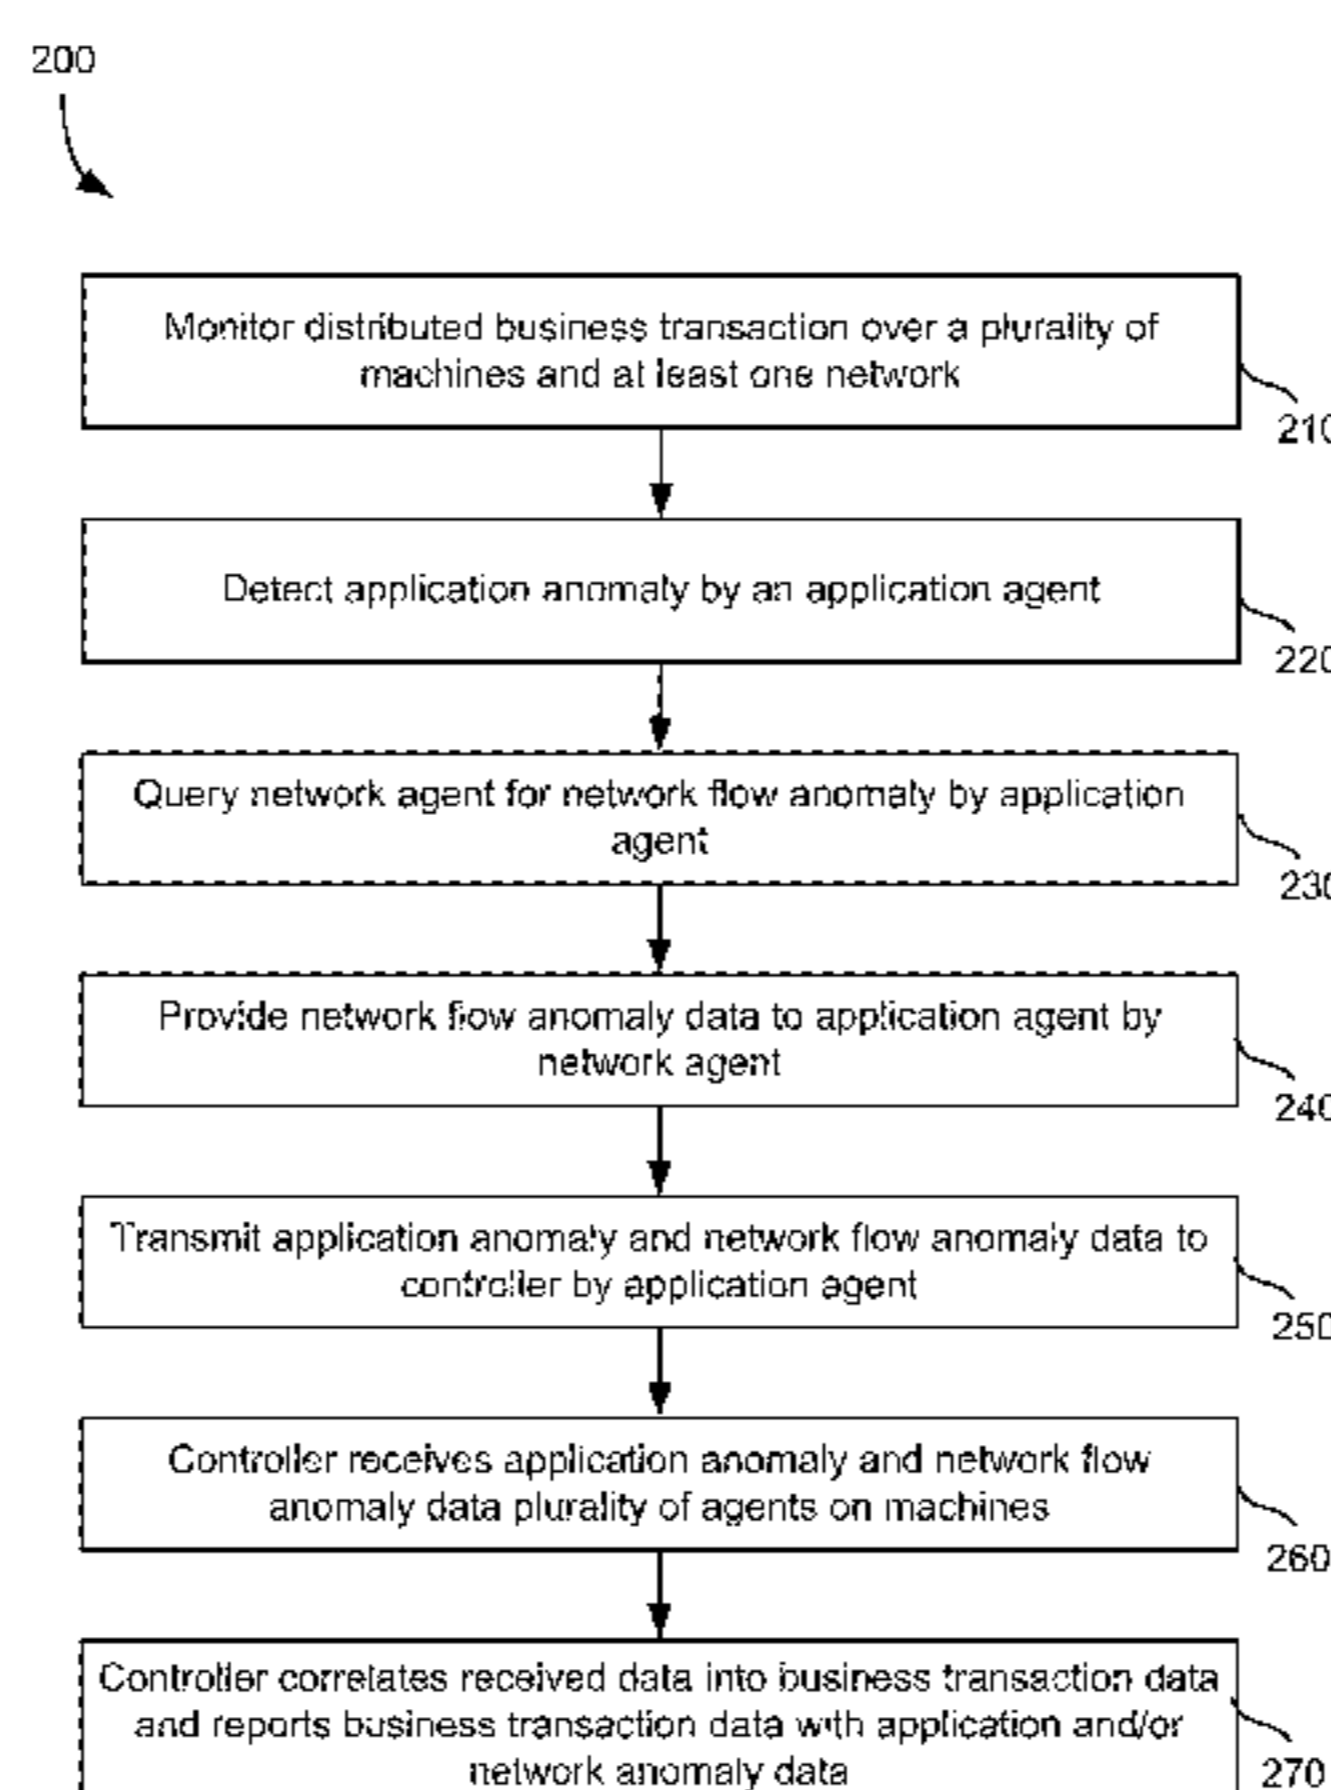 200
Monitor distributed business transaction over a plurality of
machines and at least one network
210
Detect application anomaly by an application agent
220
Query network agent for network flow anomaly by application
agent
230
Provide network flow anomaly data to application agent by
network agent
240
Transmit application anomaly and network flow anomaly data to
controller by application agent
250
Controller receives application anomaly and network flow
anomaly data plurality of agents on machines
260
Controller correlates received data into business transaction data
and reports business transaction data with application and/or
network anomaly data
270